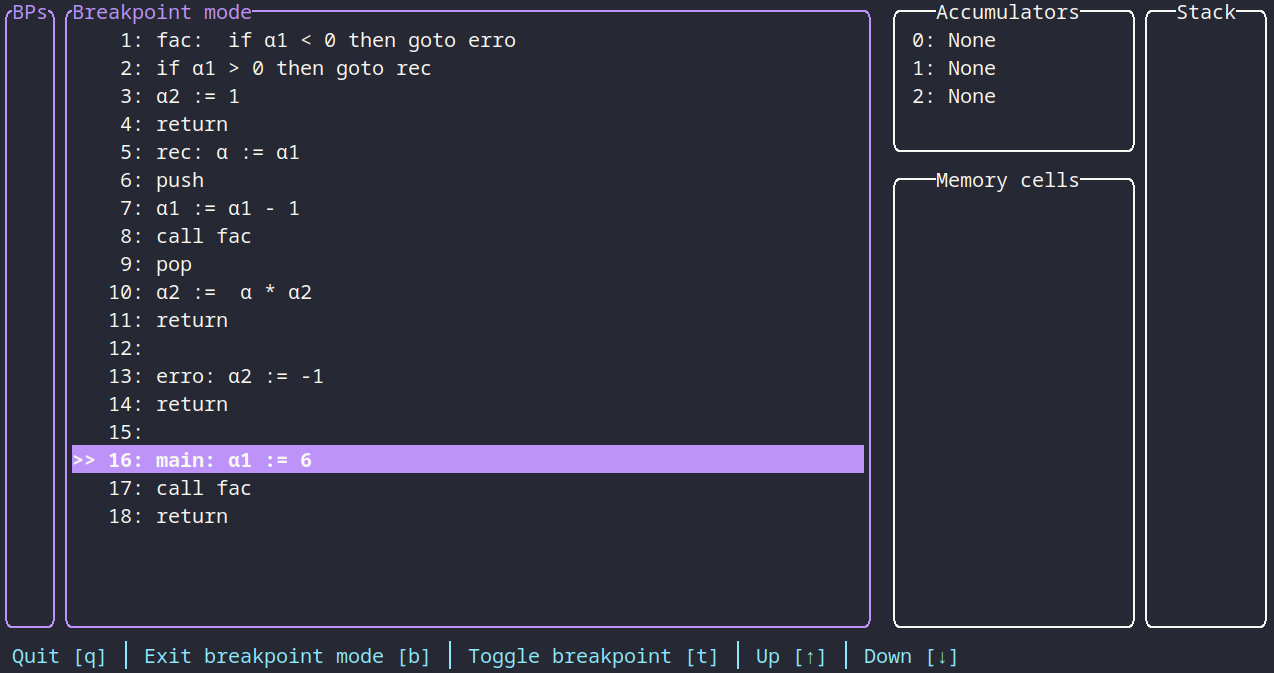 BPs
Breakpoint mode
1: fac:  if α1 < 0 then goto erro
2: if α1 > 0 then goto rec
3: α2 := 1
4: return
5: rec: α := α1
6: push
7: α1 := α1 - 1
8: call fac
9: pop
10: α2 :=  α * α2
11: return
12:
13: erro: α2 := -1
14: return
15:
>> 16: main: α1 := 6
17: call fac
18: return
Accumulators
0: None
1: None
2: None
Memory cells
Stack
Quit [q] │ Exit breakpoint mode [b] │ Toggle breakpoint [t] │ Up [↑] │ Down [↓]